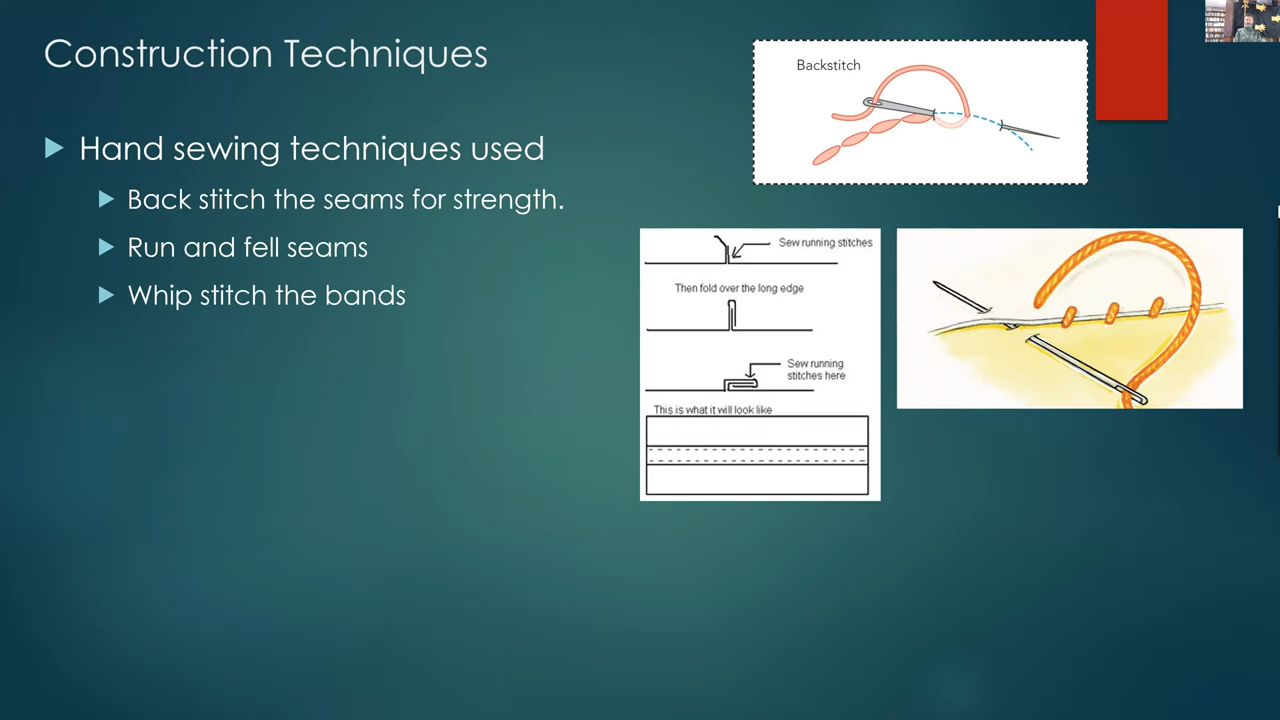 Construction Techniques
Hand sewing techniques used
Back stitch the seams for strength.
Run and fell seams
Whip stitch the bands
Backstitch
Sew running stitches
Then fold over the long edge
Sew running
stitches here
This is what it will look like